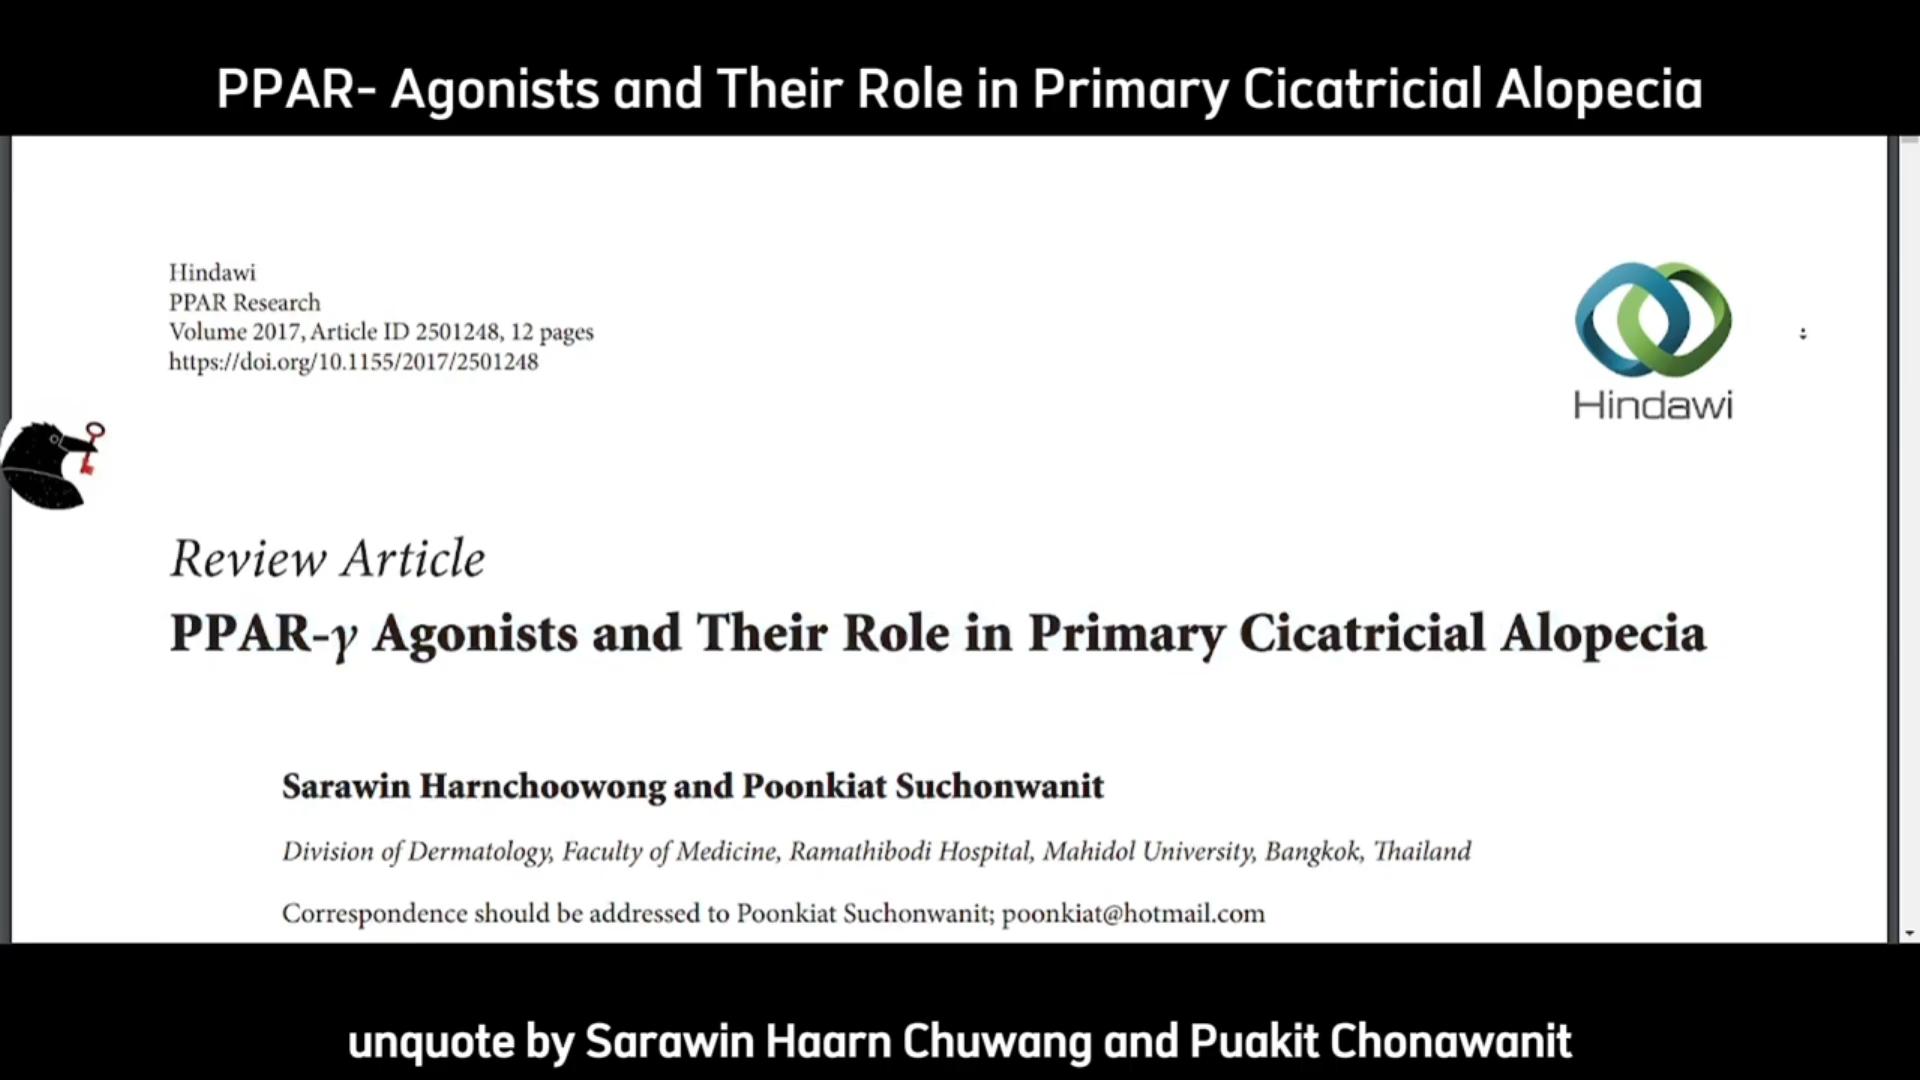 PPAR- Agonists and Their Role in Primary Cicatricial Alopecia
Hindawi
PPAR Research
Volume 2017, Article ID 2501248, 12 pages
https://doi.org/10.1155/2017/2501248
Hindawi
Review Article
PPAR-γ Agonists and Their Role in Primary Cicatricial Alopecia
Sarawin Harnchoowong and Poonkiat Suchonwanit
Division of Dermatology, Faculty of Medicine, Ramathibodi Hospital, Mahidol University, Bangkok, Thailand
Correspondence should be addressed to Poonkiat Suchonwanit; poonkiat@hotmail.com
unquote by Sarawin Haarn Chuwang and Puakit Chonawanit